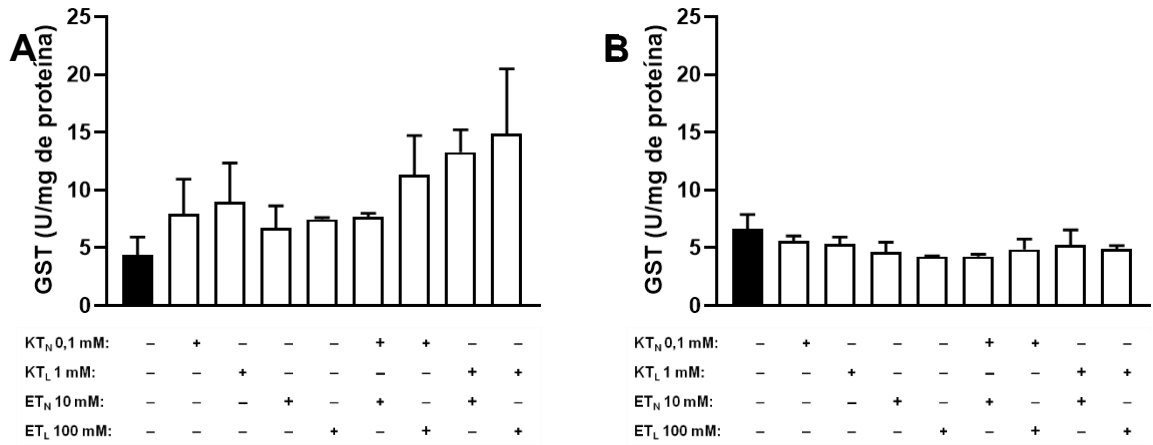 A
GST (U/mg de proteína)
25
20
15
10
5
0
KT_N 0,1 mM: – + – – – + + – –
KT_L 1 mM: – – + – – – – + +
ET_N 10 mM: – – – + – + – + –
ET_L 100 mM: – – – – + – + – +
B
GST (U/mg de proteína)
25
20
15
10
5
0
KT_N 0,1 mM: – + – – – + + – –
KT_L 1 mM: – – + – – – – + +
ET_N 10 mM: – – – + – + – + –
ET_L 100 mM: – – – – + – + – +